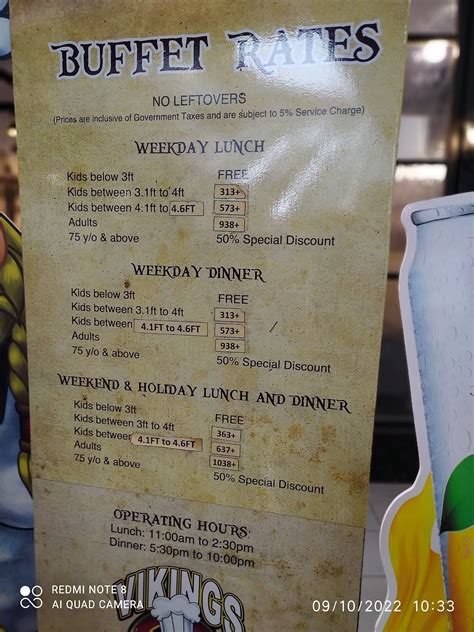 BUFFET RATES
NO LEFTOVERS
(Prices are inclusive of Government Taxes and are subject to 5% Service Charge)
WEEKDAY LUNCH
Kids below 3ft FREE
Kids between 3.1ft to 4ft 313+
Kids between 4.1ft to 4.6FT 573+
Adults 938+
75 y/o & above 50% Special Discount
WEEKDAY DINNER
Kids below 3ft FREE
Kids between 3.1ft to 4ft 313+
Kids between 4.1FT to 4.6FT 573+
Adults 938+
75 y/o & above 50% Special Discount
WEEKEND & HOLIDAY LUNCH AND DINNER
Kids below 3ft FREE
Kids between 3ft to 4ft 363+
Kids between 4.1FT to 4.6FT 637+
Adults 1038+
75 y/o & above 50% Special Discount
OPERATING HOURS:
Lunch: 11:00am to 2:30pm
Dinner: 5:30pm to 10:00pm
VIKINGS
REDMI NOTE 8
AI QUAD CAMERA
09/10/2022 10:33